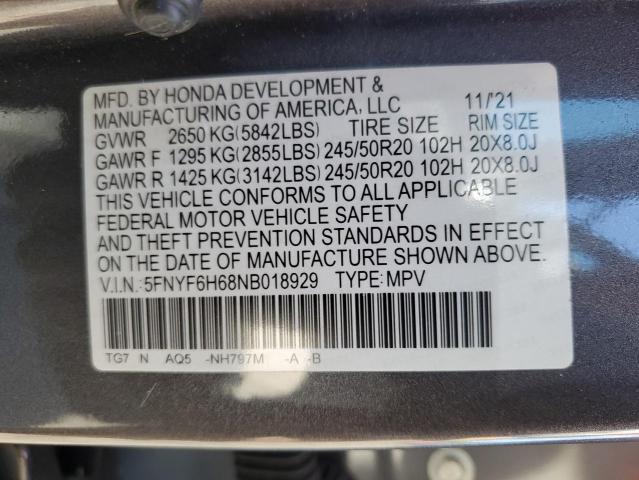 MFD. BY HONDA DEVELOPMENT &
MANUFACTURING OF AMERICA, LLC 11/'21
GVWR 2650 KG(5842LBS) TIRE SIZE RIM SIZE
GAWR F 1295 KG(2855LBS) 245/50R20 102H 20X8.0J
GAWR R 1425 KG(3142LBS) 245/50R20 102H 20X8.0J
THIS VEHICLE CONFORMS TO ALL APPLICABLE
FEDERAL MOTOR VEHICLE SAFETY
AND THEFT PREVENTION STANDARDS IN EFFECT
ON THE DATE OF MANUFACTURE SHOWN ABOVE.
V.I.N.:5FNYF6H68NB018929 TYPE:MPV
TG7 N AQ5 -NH797M -A -B